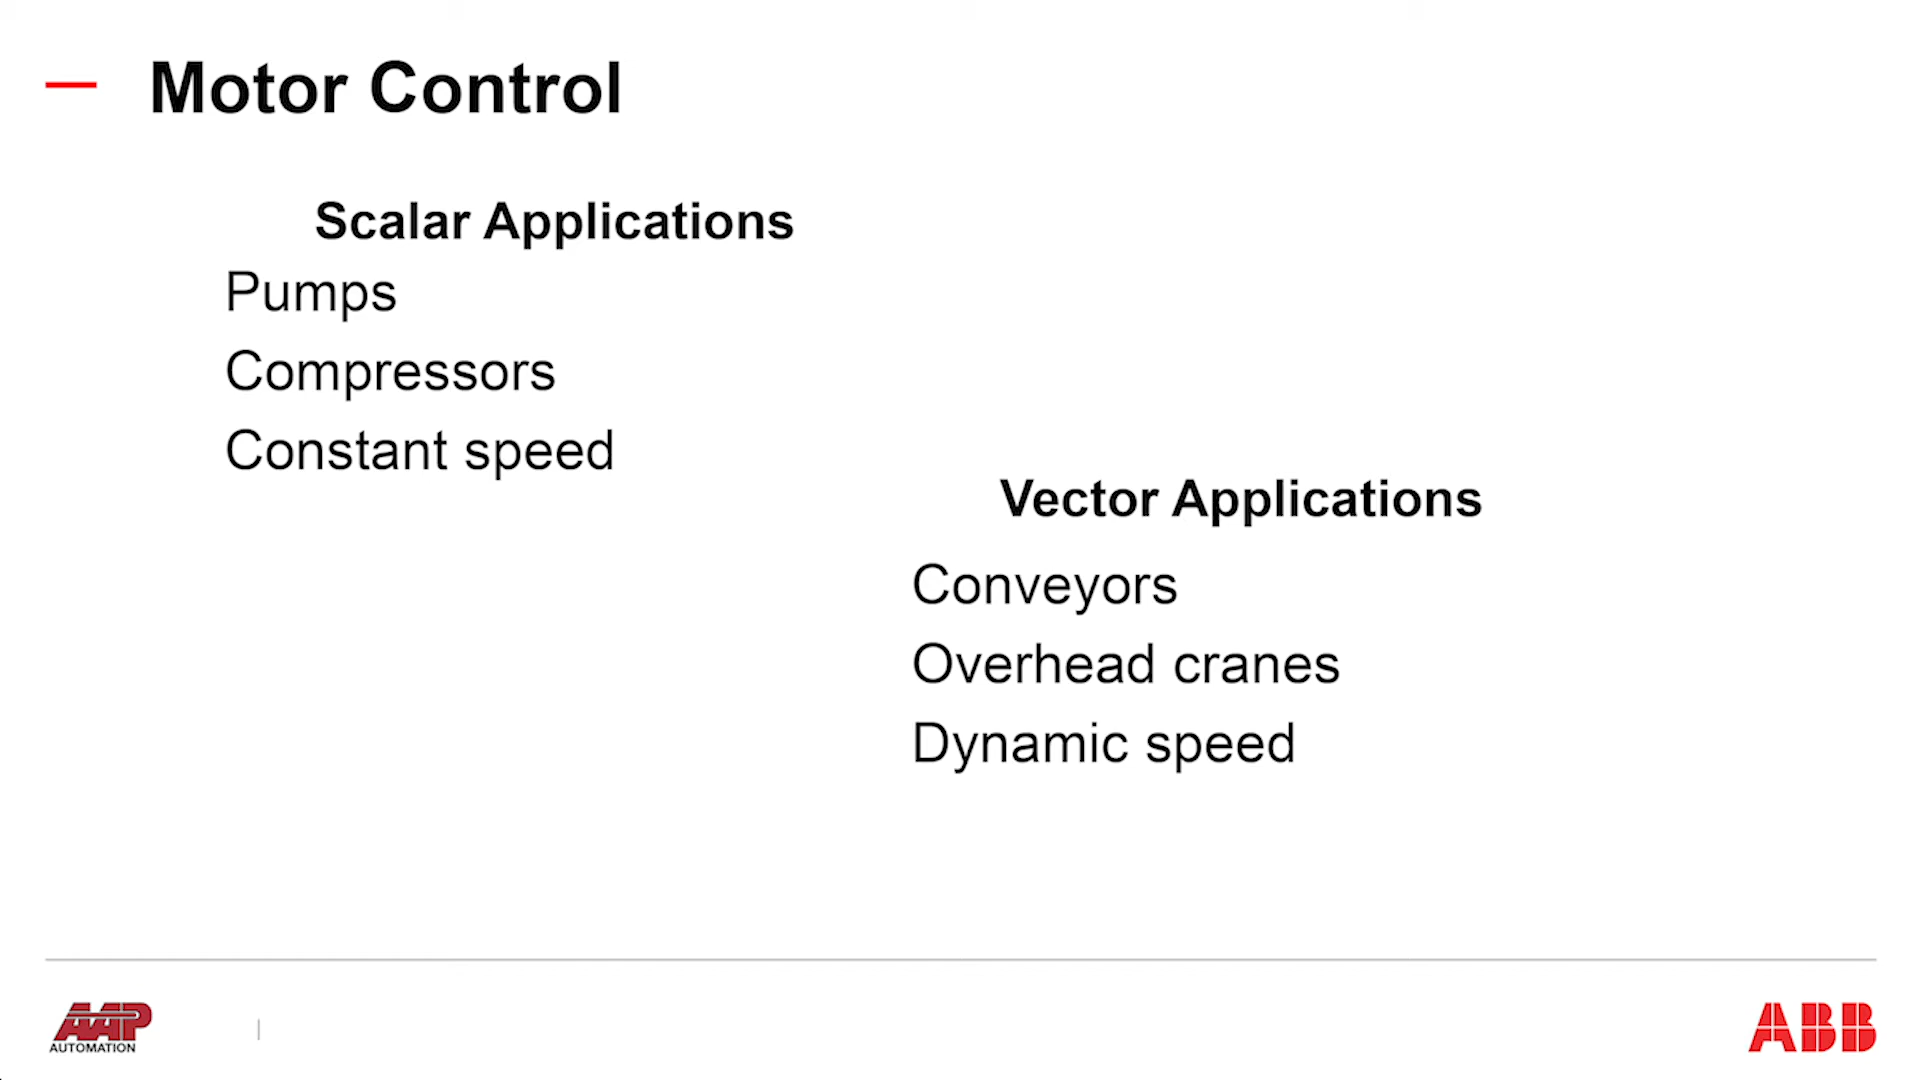 Motor Control
Scalar Applications
Pumps
Compressors
Constant speed
Vector Applications
Conveyors
Overhead cranes
Dynamic speed
AAP
AUTOMATION
ABB